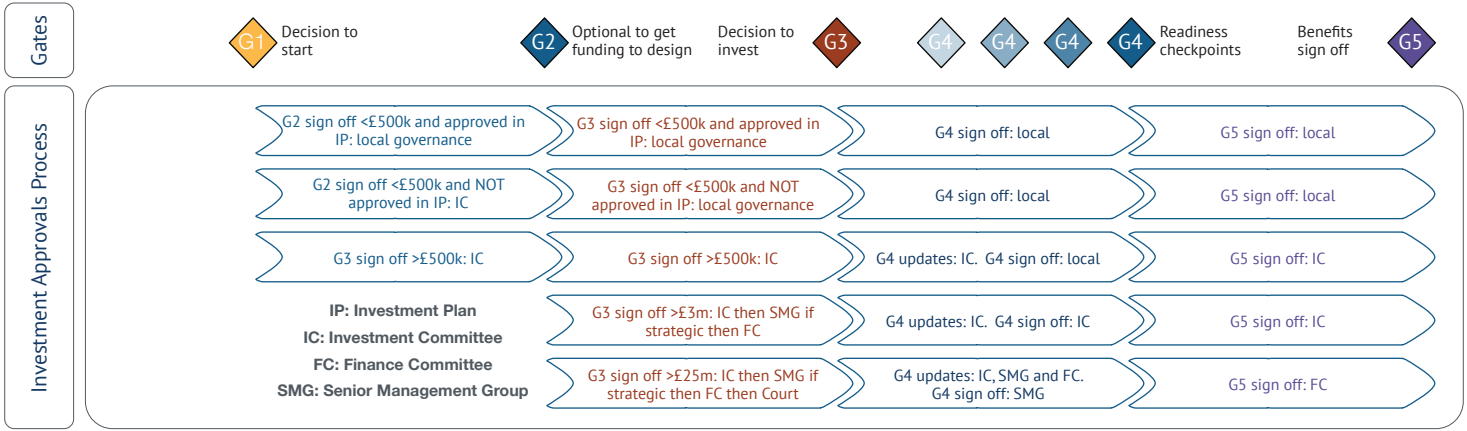 Gates
G1
Decision to
start
G2
Optional to get
funding to design
Decision to
invest
G3
G4
G4
G4
G4
Readiness
checkpoints
Benefits
sign off
G5
Investment Approvals Process
G2 sign off <£500k and approved in
IP: local governance
G3 sign off <£500k and approved in
IP: local governance
G4 sign off: local
G5 sign off: local
G2 sign off <£500k and NOT
approved in IP: IC
G3 sign off <£500k and NOT
approved in IP: local governance
G4 sign off: local
G5 sign off: local
G3 sign off >£500k: IC
G3 sign off >£500k: IC
G4 updates: IC. G4 sign off: local
G5 sign off: IC
IP: Investment Plan
IC: Investment Committee
FC: Finance Committee
SMG: Senior Management Group
G3 sign off >£3m: IC then SMG if
strategic then FC
G4 updates: IC. G4 sign off: IC
G5 sign off: IC
G3 sign off >£25m: IC then SMG if
strategic then FC then Court
G4 updates: IC, SMG and FC.
G4 sign off: SMG
G5 sign off: FC